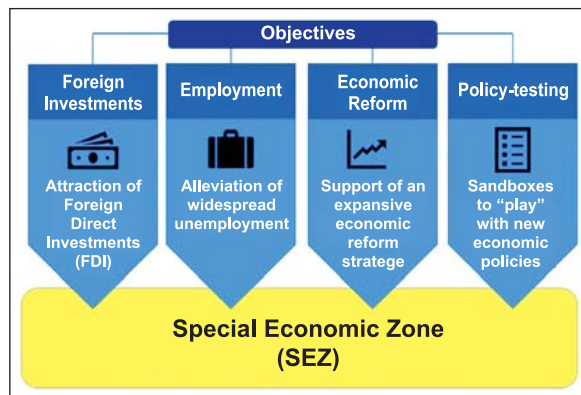 Objectives
Foreign
Investments
Attraction of
Foreign
Direct
Investments
(FDI)
Employment
Alleviation of
widespread
unemployment
Economic
Reform
Support of an
expansive
economic
reform
stratege
Policy-testing
Sandboxes
to “play”
with new
economic
policies
Special Economic Zone
(SEZ)